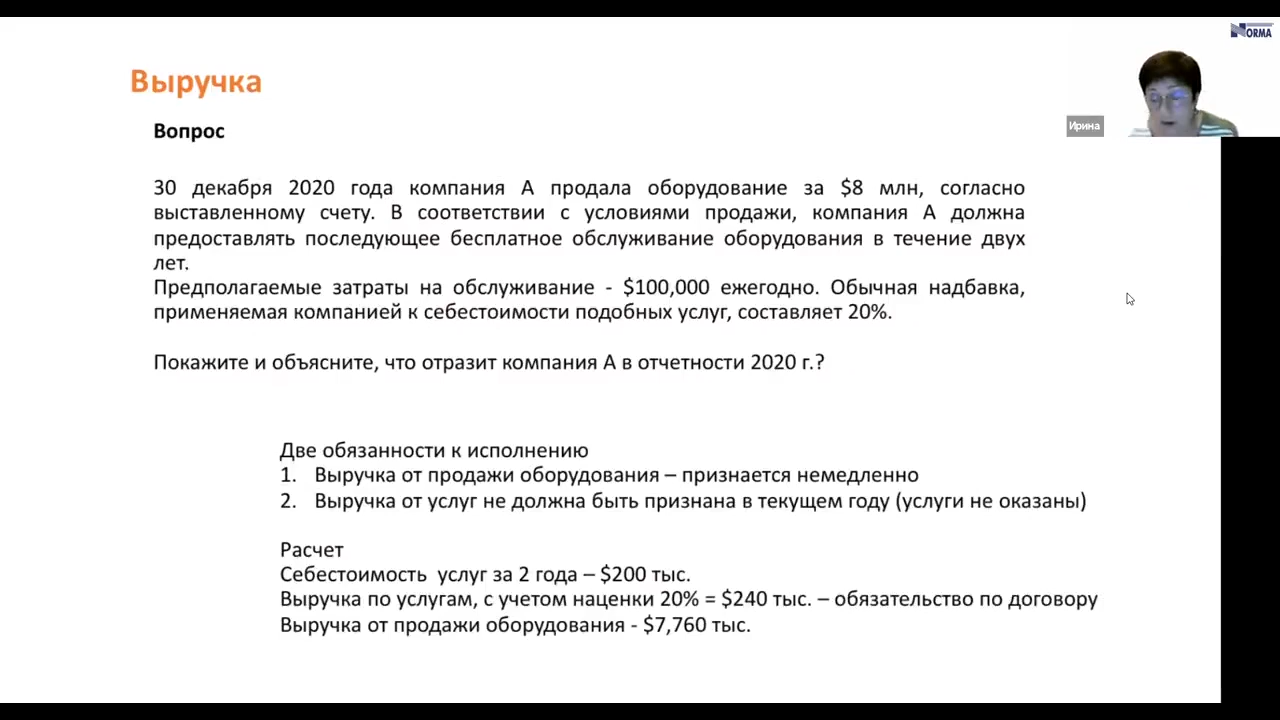 NORMA
Выручка
Ирина
Вопрос
30 декабря 2020 года компания А продала оборудование за $8 млн, согласно
выставленному счету. В соответствии с условиями продажи, компания А должна
предоставлять последующее бесплатное обслуживание оборудования в течение двух
лет.
Предполагаемые затраты на обслуживание - $100,000 ежегодно. Обычная надбавка,
применяемая компанией к себестоимости подобных услуг, составляет 20%.
Покажите и объясните, что отразит компания А в отчетности 2020 г.?
Две обязанности к исполнению
1. Выручка от продажи оборудования – признается немедленно
2. Выручка от услуг не должна быть признана в текущем году (услуги не оказаны)
Расчет
Себестоимость услуг за 2 года – $200 тыс.
Выручка по услугам, с учетом наценки 20% = $240 тыс. – обязательство по договору
Выручка от продажи оборудования - $7,760 тыс.